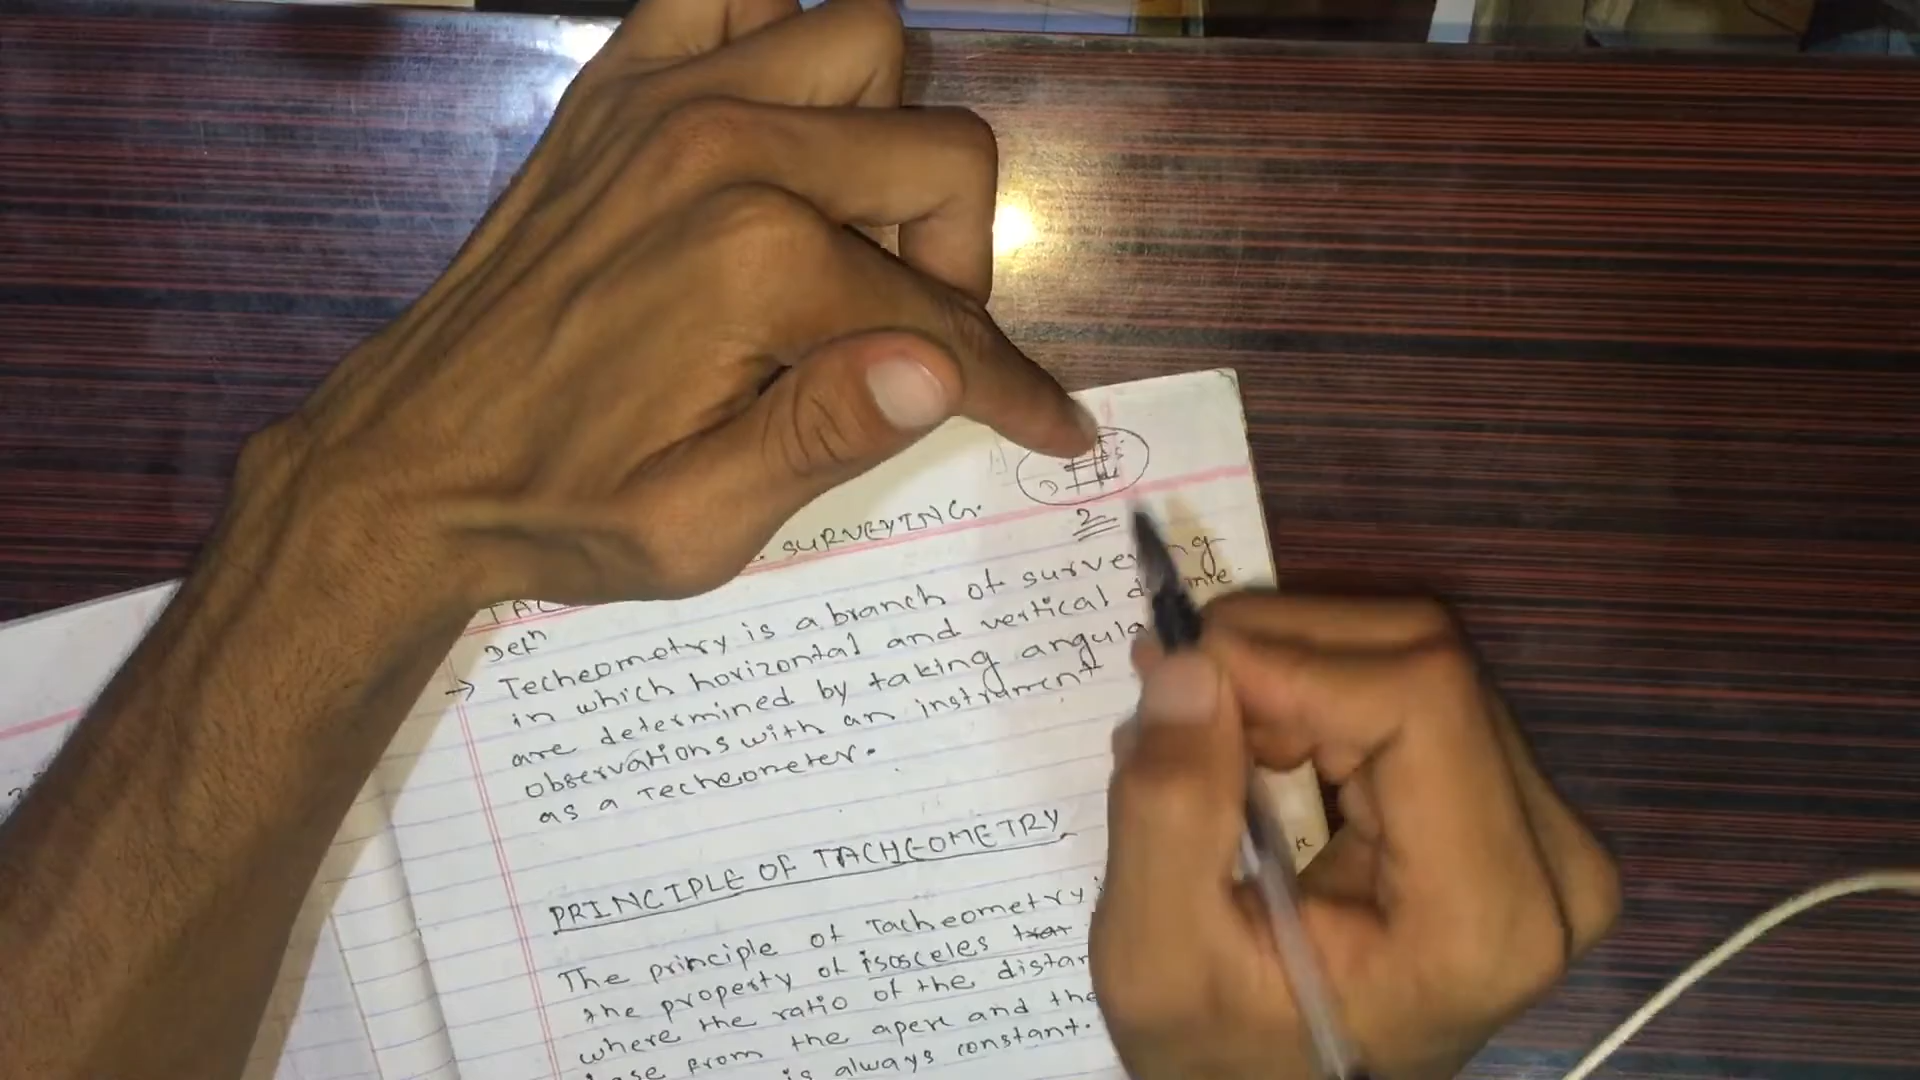 SURVEYING.
2
Defn
→ Techeometry is a branch of surveying
in which horizontal and vertical
are determined by taking
observations with an instrument
as a Techeometer.
PRINCIPLE OF TACHEOMETRY
The principle of Tacheometry
the property of isosceles
where the ratio of the
from the apex and the
is always constant.